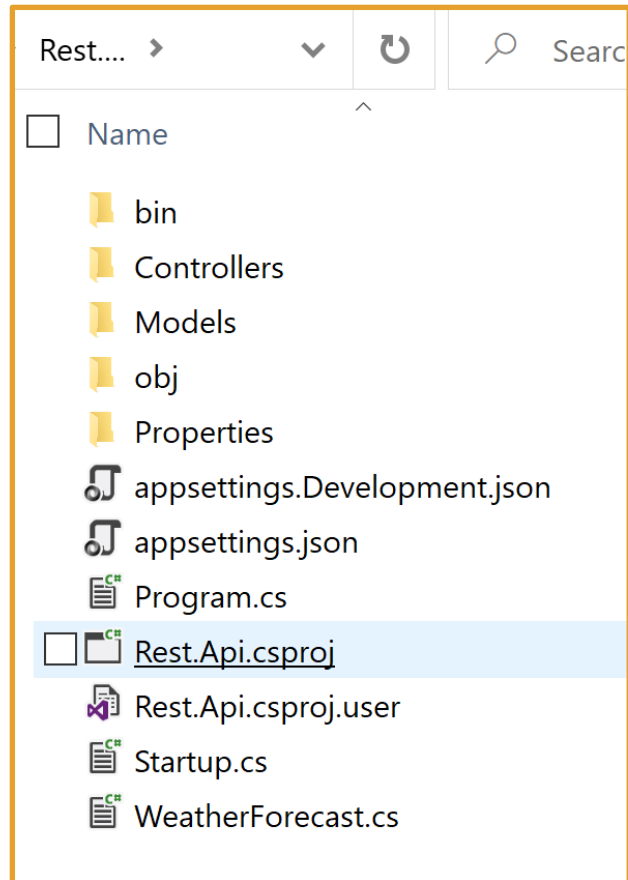 Rest....
Searc
Name
bin
Controllers
Models
obj
Properties
appsettings.Development.json
appsettings.json
C# Program.cs
C# Rest.Api.csproj
Rest.Api.csproj.user
C# Startup.cs
C# WeatherForecast.cs